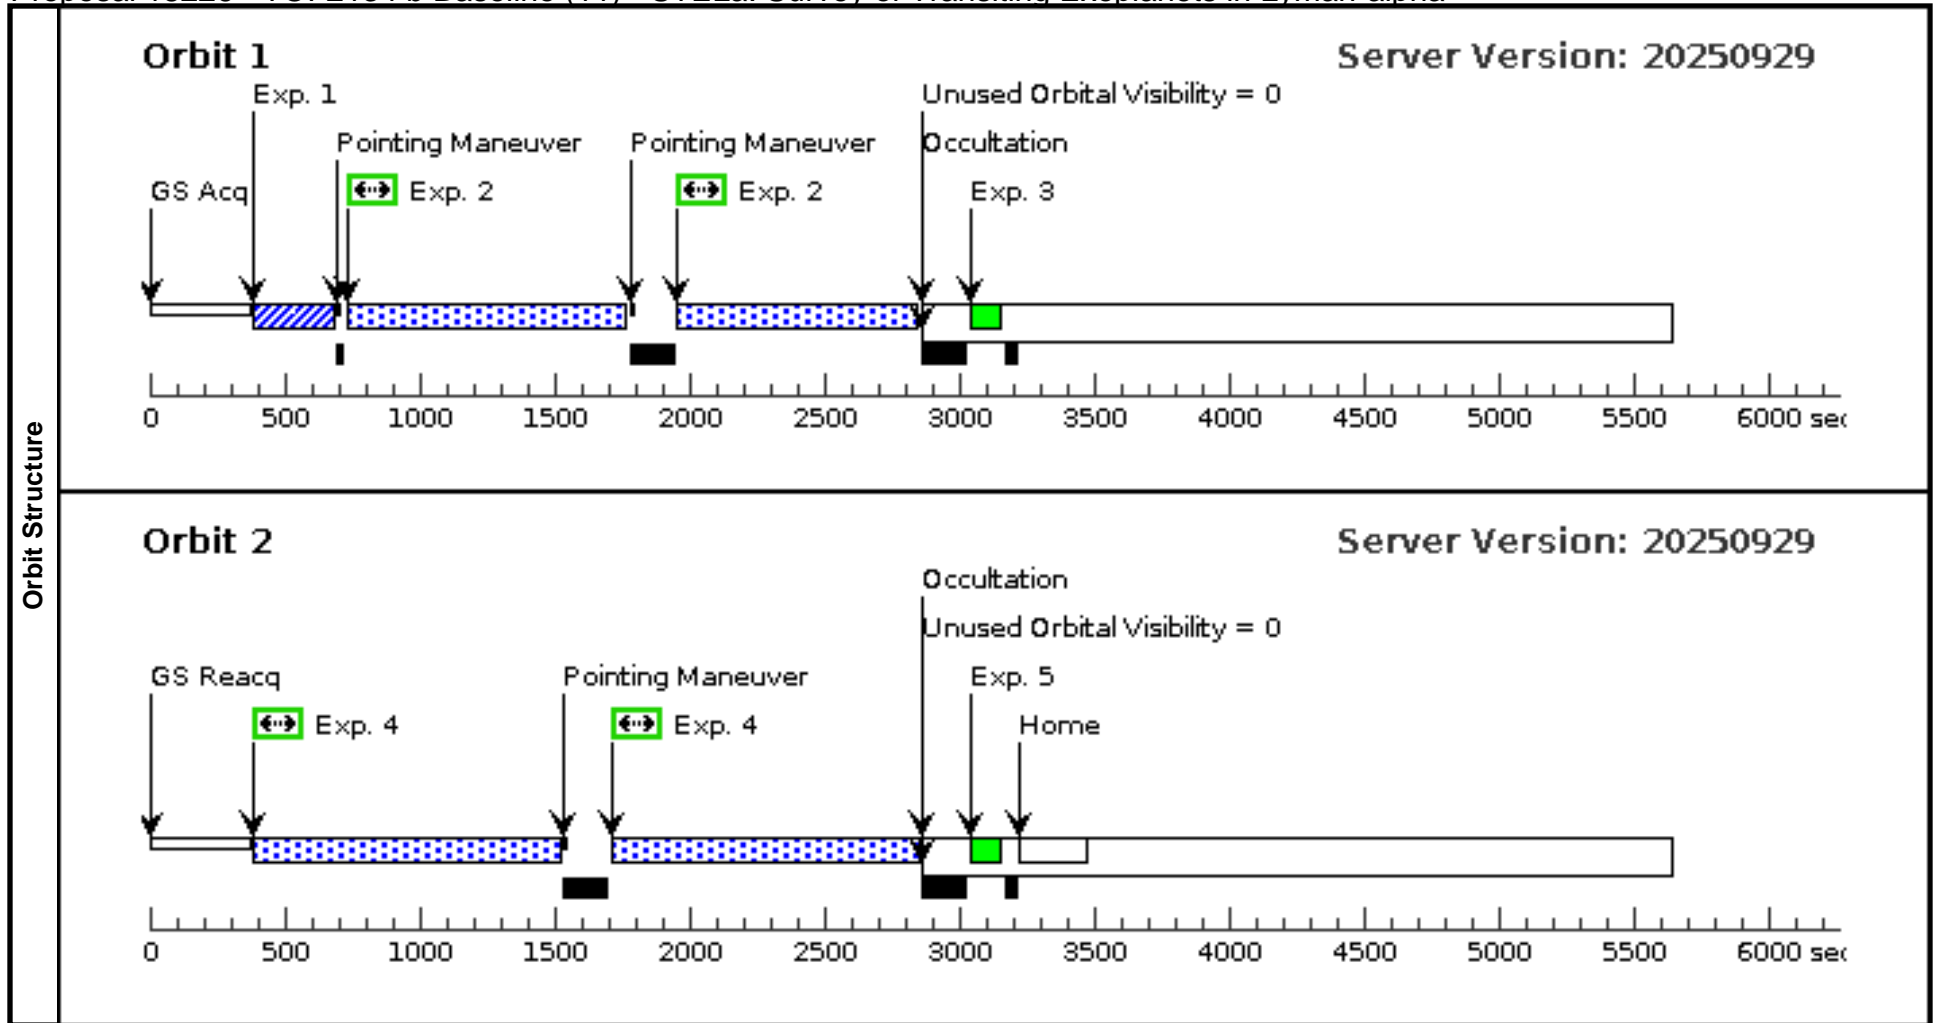 Orbit 1
Server Version: 20250929
Exp. 1
Unused Orbital Visibility = 0
Pointing Maneuver
Pointing Maneuver
Occultation
GS Acq
Exp. 2
Exp. 2
Exp. 3
0 500 1000 1500 2000 2500 3000 3500 4000 4500 5000 5500 6000 sec
Orbit Structure
Orbit 2
Server Version: 20250929
Occultation
Unused Orbital Visibility = 0
GS Reacq
Pointing Maneuver
Exp. 5
Exp. 4
Exp. 4
Home
0 500 1000 1500 2000 2500 3000 3500 4000 4500 5000 5500 6000 sec